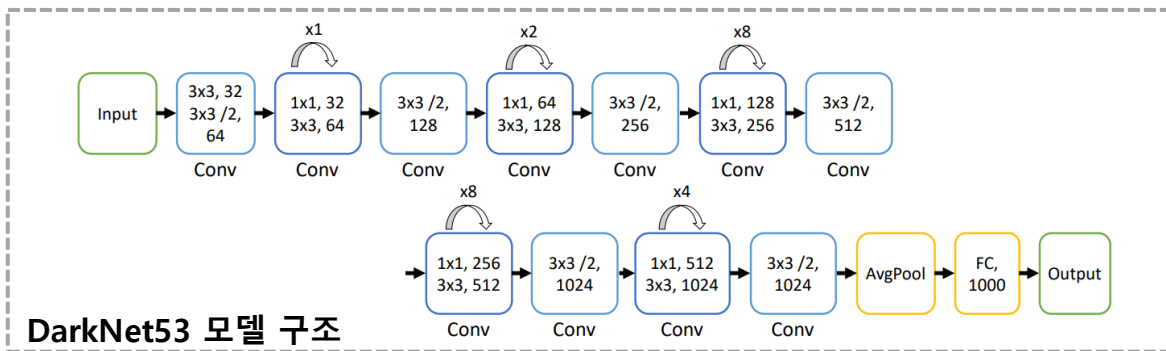 x1
x2
x8
Input
3x3, 32
3x3 /2,
64
Conv
1x1, 32
3x3, 64
Conv
3x3 /2,
128
Conv
1x1, 64
3x3, 128
Conv
3x3 /2,
256
Conv
1x1, 128
3x3, 256
Conv
3x3 /2,
512
Conv
x8
x4
1x1, 256
3x3, 512
Conv
3x3 /2,
1024
Conv
1x1, 512
3x3, 1024
Conv
3x3 /2,
1024
Conv
AvgPool
FC,
1000
Output
DarkNet53 모델 구조